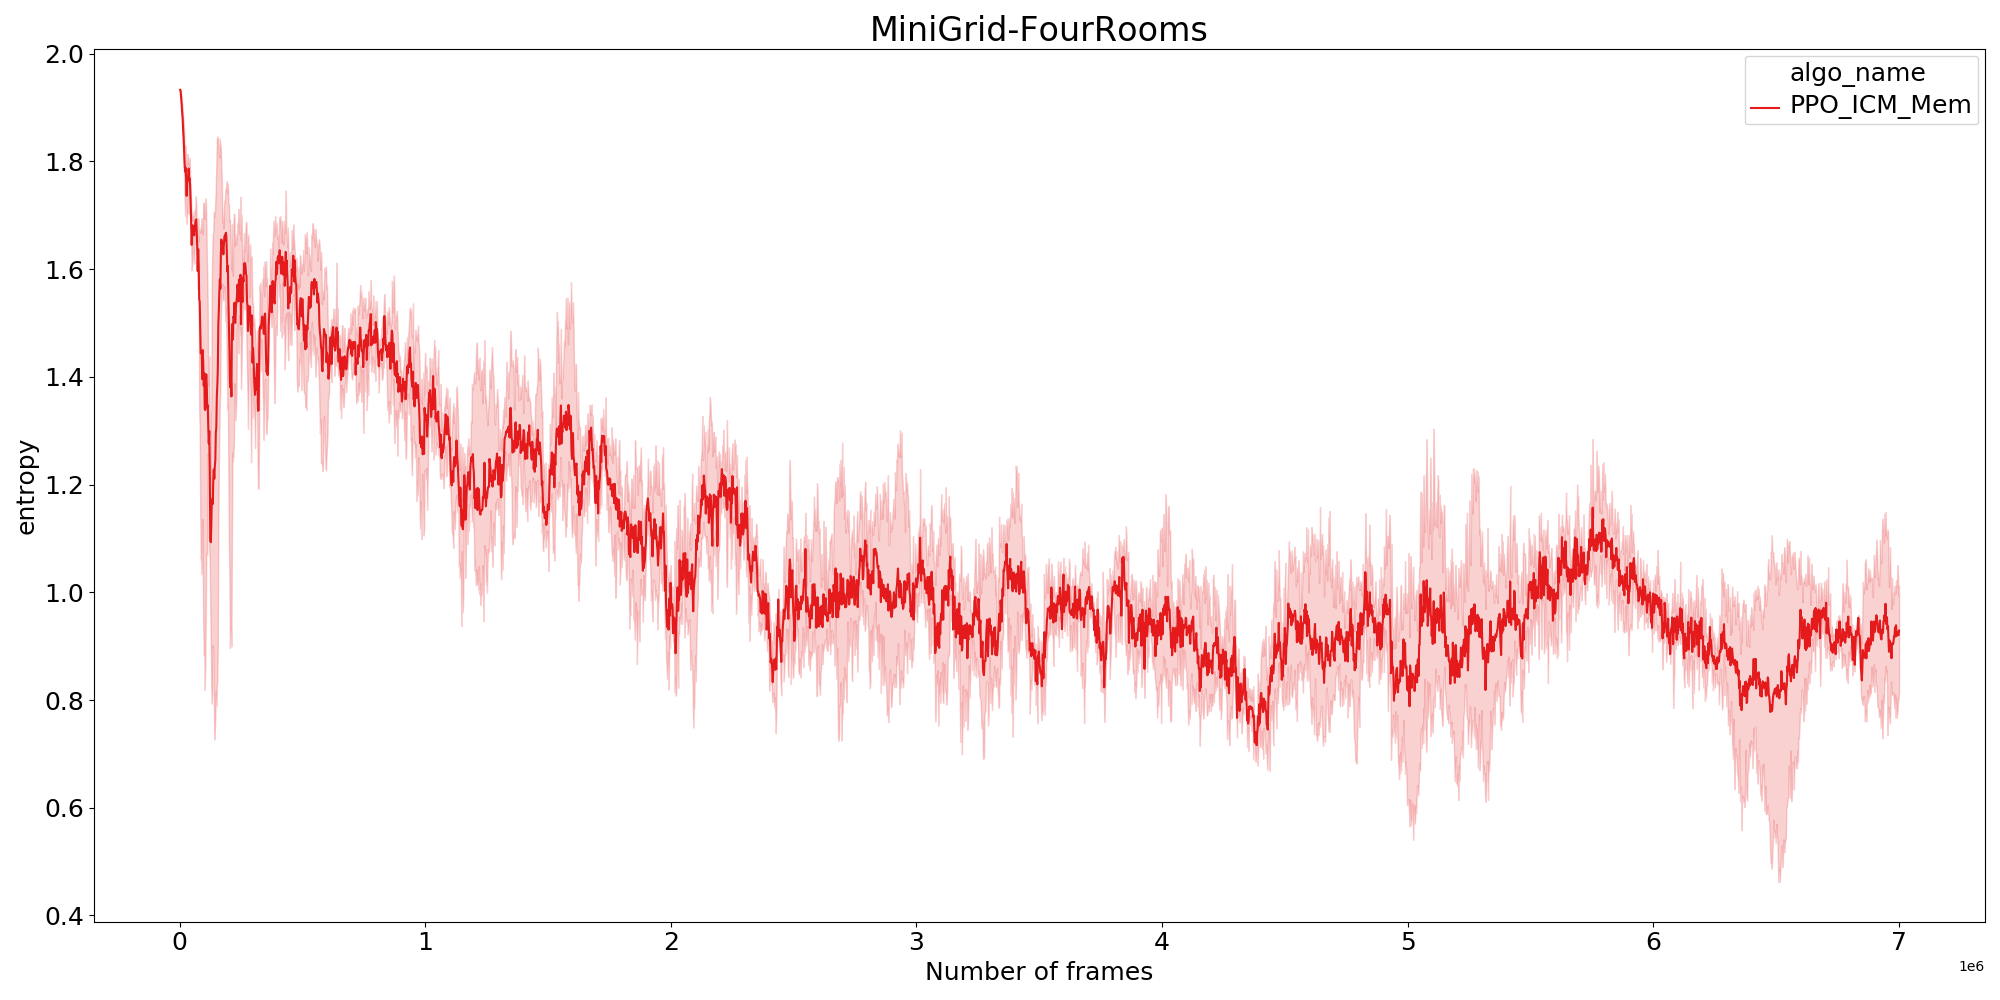 MiniGrid-FourRooms
algo_name
PPO_ICM_Mem
entropy
2.0
1.8
1.6
1.4
1.2
1.0
0.8
0.6
0.4
0 1 2 3 4 5 6 7
Number of frames
1e6